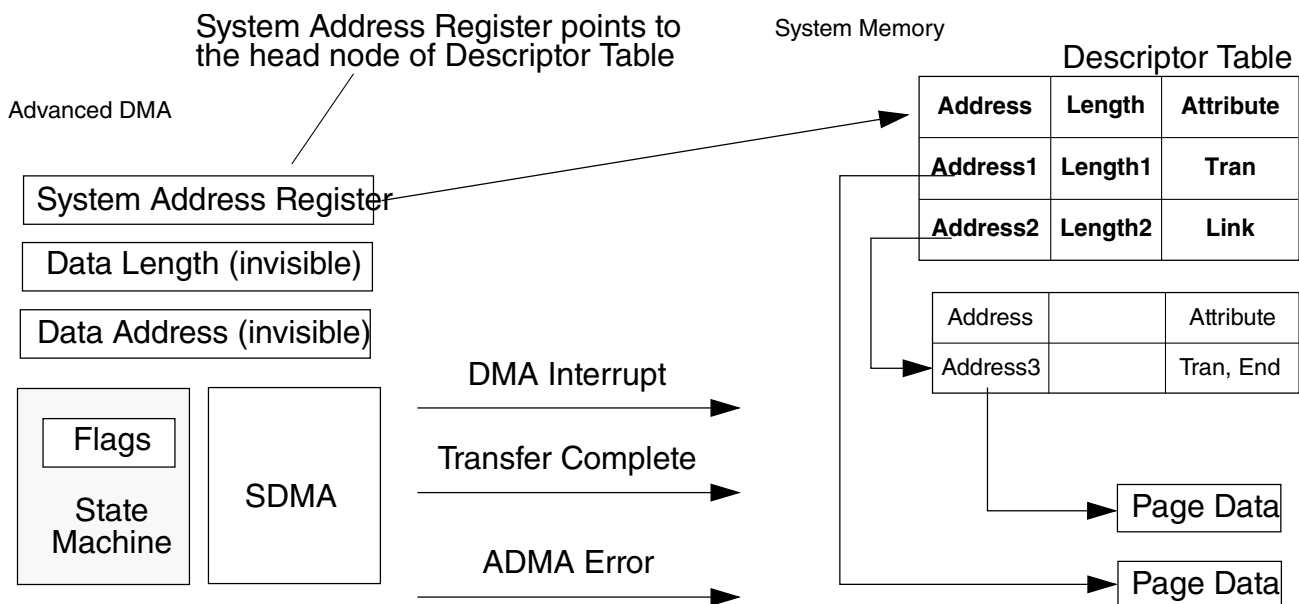 System Address Register points to
the head node of Descriptor Table
System Memory
Descriptor Table
Advanced DMA
Address Length Attribute
Address1 Length1 Tran
Address2 Length2 Link
System Address Register
Data Length (invisible)
Data Address (invisible)
Address Attribute
Address3 Tran, End
DMA Interrupt
Flags
State
Machine
SDMA
Transfer Complete
ADMA Error
Page Data
Page Data